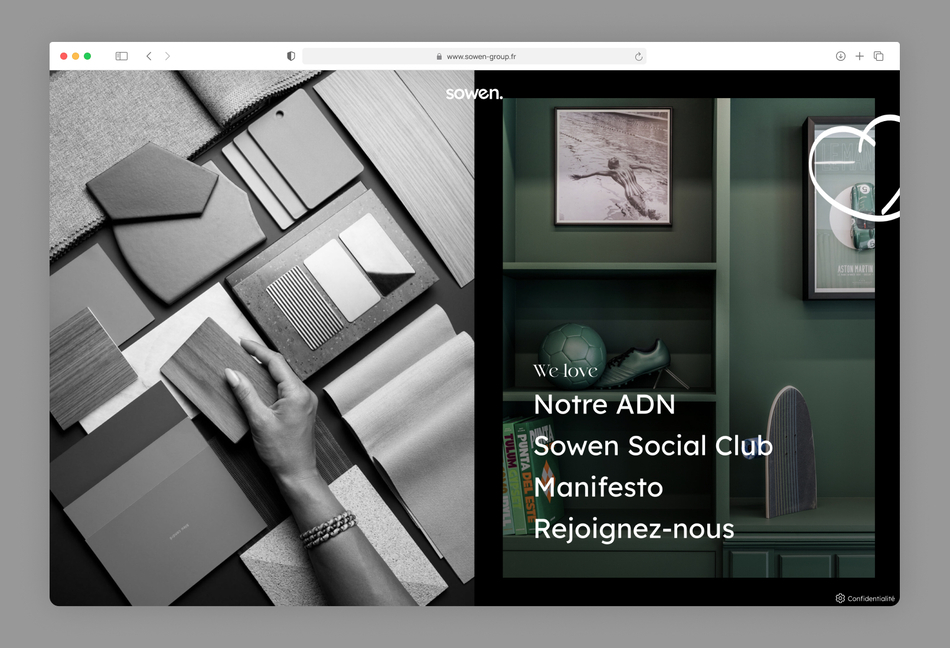 www.sowen-group.fr
sowen.
ASTON MARTIN
We love
Notre ADN
Sowen Social Club
Manifesto
Rejoignez-nous
TULUM
PUNTA DEL ESTE
Confidentialité